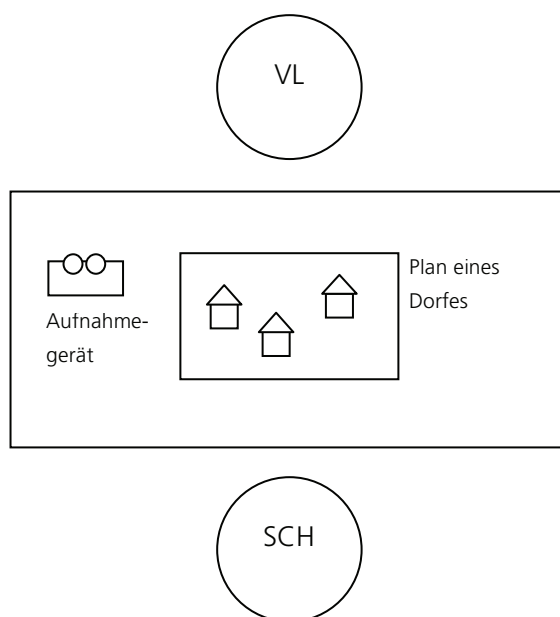 VL
Plan eines
Dorfes
Aufnahme-
gerät
SCH